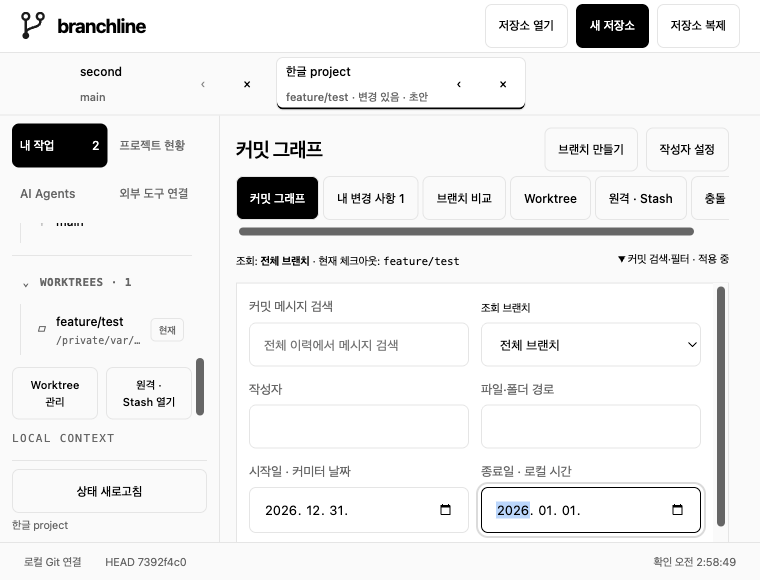 branchline
저장소 열기
새 저장소
저장소 복제
second
main
한글 project
feature/test · 변경 있음 · 초안
내 작업 2
프로젝트 현황
AI Agents
외부 도구 연결
main
WORKTREES · 1
feature/test
/private/var/…
현재
Worktree
관리
원격 ·
Stash 열기
LOCAL CONTEXT
상태 새로고침
한글 project
커밋 그래프
브랜치 만들기
작성자 설정
커밋 그래프
내 변경 사항 1
브랜치 비교
Worktree
원격 · Stash
충돌
조회: 전체 브랜치 · 현재 체크아웃: feature/test
▼커밋 검색·필터 · 적용 중
커밋 메시지 검색
조회 브랜치
전체 이력에서 메시지 검색
전체 브랜치
작성자
파일·폴더 경로
시작일 · 커미터 날짜
종료일 · 로컬 시간
2026. 12. 31.
2026. 01. 01.
로컬 Git 연결
HEAD 7392f4c0
확인 오전 2:58:49